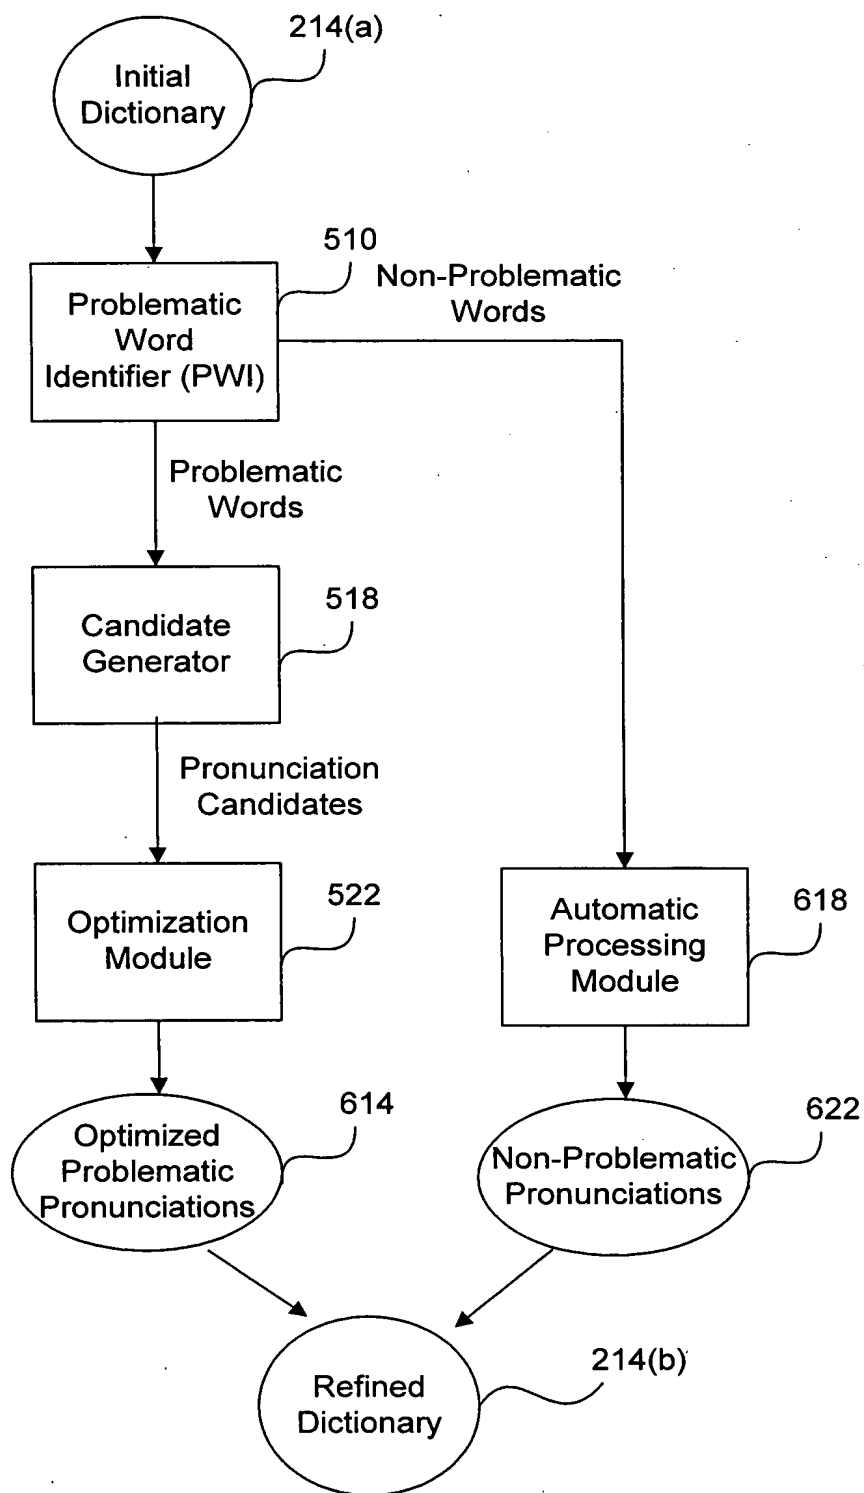 214(a)
Initial
Dictionary
510
Non-Problematic
Words
Problematic
Word
Identifier (PWI)
Problematic
Words
518
Candidate
Generator
Pronunciation
Candidates
522
Optimization
Module
618
Automatic
Processing
Module
614
Optimized
Problematic
Pronunciations
622
Non-Problematic
Pronunciations
214(b)
Refined
Dictionary